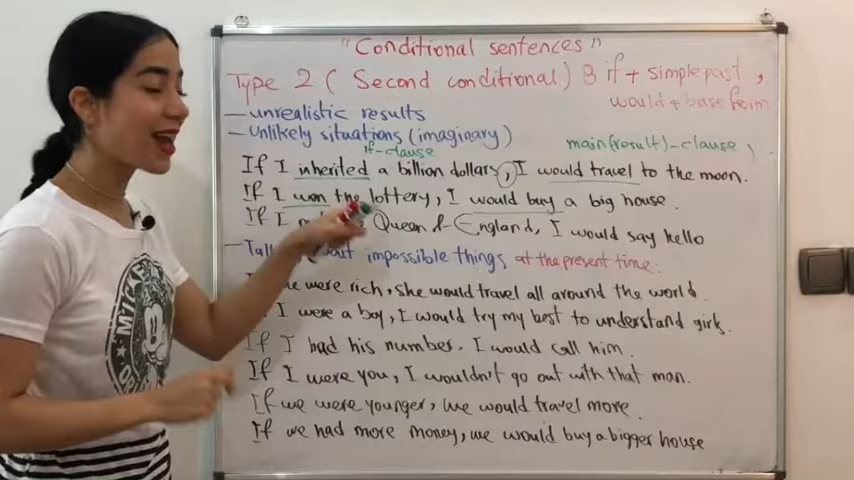 "Conditional sentences"
Type 2 ( Second conditional) 8 if + simple past,
would + base form
- unrealistic results
- Unlikely situations (imaginary)
if-clause
main(result)-clause
If I inherited a billion dollars, I would travel to the moon.
If I won the lottery, I would buy a big house.
If I Queen of England, I would say hello
- impossible things at the present time.
were rich, she would travel all around the world.
I were a boy, I would try my best to understand girls.
If I had his number. I would call him.
If I were you, I wouldn't go out with that man.
If we were younger, we would travel more.
If we had more money, we would buy a bigger house
MICKEY